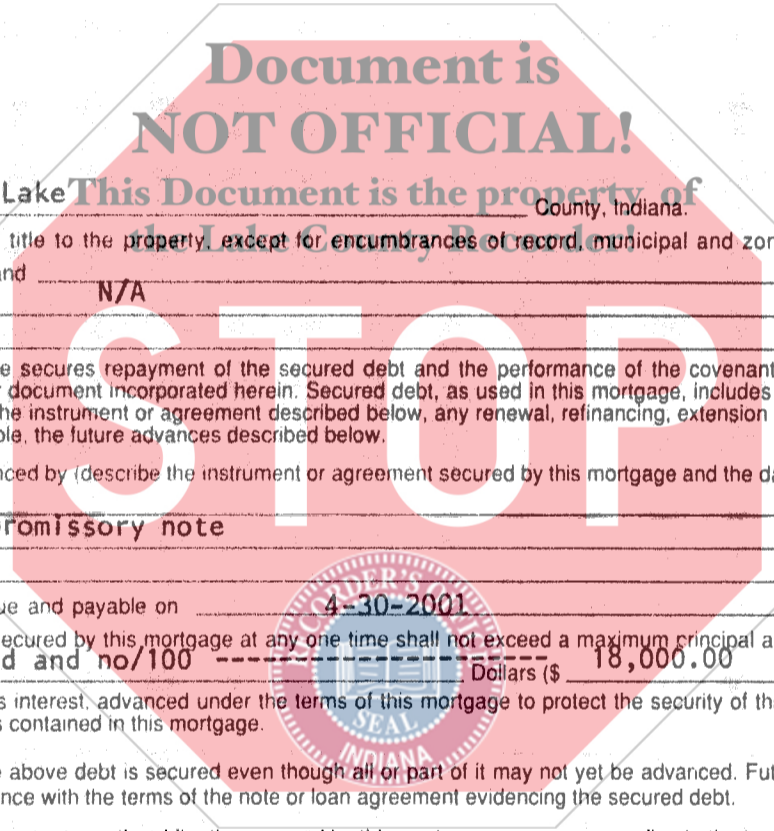 Document is
NOT OFFICIAL!
This Document is the property of
the Lake County Recorder!
Lake County, Indiana.
title to the property, except for encumbrances of record, municipal and zon
and
N/A
STOP
e secures repayment of the secured debt and the performance of the covenant
document incorporated herein. Secured debt, as used in this mortgage, includes
he instrument or agreement described below, any renewal, refinancing, extension
ole, the future advances described below.
nced by (describe the instrument or agreement secured by this mortgage and the da
romissory note
ue and payable on 4-30-2001
ecured by this mortgage at any one time shall not exceed a maximum principal a
d and no/100 ------------------------------ Dollars ($ 18,000.00
s interest, advanced under the terms of this mortgage to protect the security of th
s contained in this mortgage.
RECORDER'S
SEAL
INDIANA
e above debt is secured even though all or part of it may not yet be advanced. Fut
nce with the terms of the note or loan agreement evidencing the secured debt.